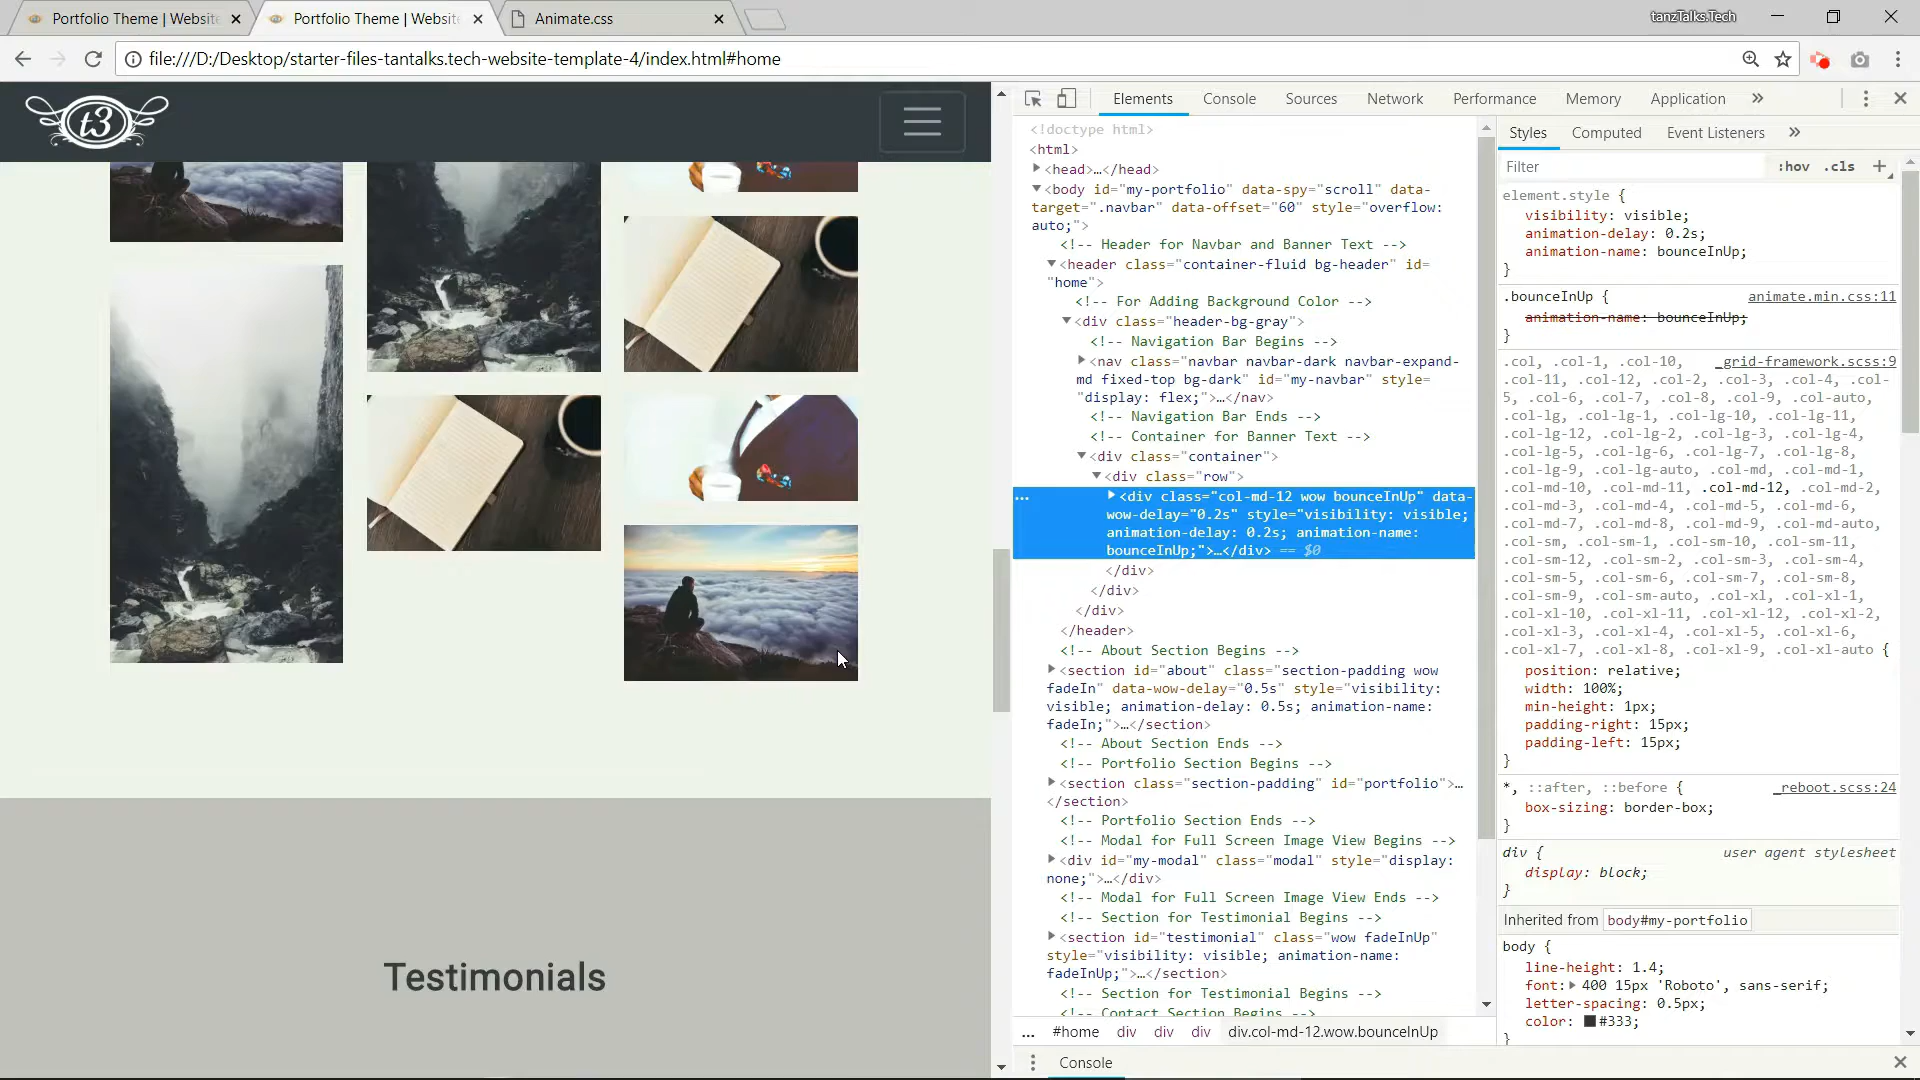 Portfolio Theme | Website
Portfolio Theme | Website
Animate.css
tanzTalks.Tech
file:///D:/Desktop/starter-files-tantalks.tech-website-template-4/index.html#home
t3
Testimonials
Elements
Console
Sources
Network
Performance
Memory
Application
»
<!doctype html>
<html>
<head>…</head>
<body id="my-portfolio" data-spy="scroll" data-
target=".navbar" data-offset="60" style="overflow:
auto;">
<!-- Header for Navbar and Banner Text -->
<header class="container-fluid bg-header" id=
"home">
<!-- For Adding Background Color -->
<div class="header-bg-gray">
<!-- Navigation Bar Begins -->
<nav class="navbar navbar-dark navbar-expand-
md fixed-top bg-dark" id="my-navbar" style=
"display: flex;">…</nav>
<!-- Navigation Bar Ends -->
<!-- Container for Banner Text -->
<div class="container">
<div class="row">
… <div class="col-md-12 wow bounceInUp" data-
wow-delay="0.2s" style="visibility: visible;
animation-delay: 0.2s; animation-name:
bounceInUp;">…</div> == $0
</div>
</div>
</div>
</header>
<!-- About Section Begins -->
<section id="about" class="section-padding wow
fadeIn" data-wow-delay="0.5s" style="visibility:
visible; animation-delay: 0.5s; animation-name:
fadeIn;">…</section>
<!-- About Section Ends -->
<!-- Portfolio Section Begins -->
<section class="section-padding" id="portfolio">…
</section>
<!-- Portfolio Section Ends -->
<!-- Modal for Full Screen Image View Begins -->
<div id="my-modal" class="modal" style="display:
none;">…</div>
<!-- Modal for Full Screen Image View Ends -->
<!-- Section for Testimonial Begins -->
<section id="testimonial" class="wow fadeInUp"
style="visibility: visible; animation-name:
fadeInUp;">…</section>
<!-- Section for Testimonial Begins -->
<!-- Contact Section Begins -->
... #home div div div div.col-md-12.wow.bounceInUp
Console
Styles
Computed
Event Listeners
»
Filter
:hov .cls +
element.style {
visibility: visible;
animation-delay: 0.2s;
animation-name: bounceInUp;
}
.bounceInUp { animate.min.css:11
animation-name: bounceInUp;
}
.col, .col-1, .col-10, _grid-framework.scss:9
.col-11, .col-12, .col-2, .col-3, .col-4, .col-
5, .col-6, .col-7, .col-8, .col-9, .col-auto,
.col-lg, .col-lg-1, .col-lg-10, .col-lg-11,
.col-lg-12, .col-lg-2, .col-lg-3, .col-lg-4,
.col-lg-5, .col-lg-6, .col-lg-7, .col-lg-8,
.col-lg-9, .col-lg-auto, .col-md, .col-md-1,
.col-md-10, .col-md-11, .col-md-12, .col-md-2,
.col-md-3, .col-md-4, .col-md-5, .col-md-6,
.col-md-7, .col-md-8, .col-md-9, .col-md-auto,
.col-sm, .col-sm-1, .col-sm-10, .col-sm-11,
.col-sm-12, .col-sm-2, .col-sm-3, .col-sm-4,
.col-sm-5, .col-sm-6, .col-sm-7, .col-sm-8,
.col-sm-9, .col-sm-auto, .col-xl, .col-xl-1,
.col-xl-10, .col-xl-11, .col-xl-12, .col-xl-2,
.col-xl-3, .col-xl-4, .col-xl-5, .col-xl-6,
.col-xl-7, .col-xl-8, .col-xl-9, .col-xl-auto {
position: relative;
width: 100%;
min-height: 1px;
padding-right: 15px;
padding-left: 15px;
}
*, ::after, ::before { _reboot.scss:24
box-sizing: border-box;
}
div { user agent stylesheet
display: block;
}
Inherited from body#my-portfolio
body {
line-height: 1.4;
font: 400 15px 'Roboto', sans-serif;
letter-spacing: 0.5px;
color: #333;
}